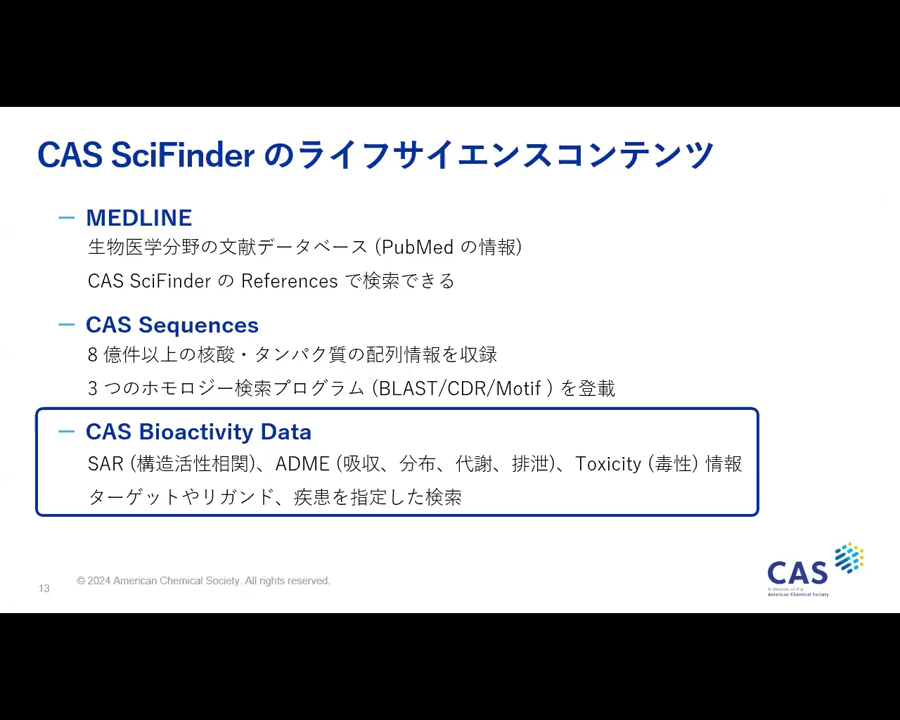 CAS SciFinder のライフサイエンスコンテンツ
— MEDLINE
生物医学分野の文献データベース (PubMed の情報)
CAS SciFinder の References で検索できる
— CAS Sequences
8 億件以上の核酸・タンパク質の配列情報を収録
3 つのホモロジー検索プログラム (BLAST/CDR/Motif ) を登載
— CAS Bioactivity Data
SAR (構造活性相関)、ADME (吸収、分布、代謝、排泄)、Toxicity (毒性) 情報
ターゲットやリガンド、疾患を指定した検索
13
© 2024 American Chemical Society. All rights reserved.
CAS
A division of the
American Chemical Society